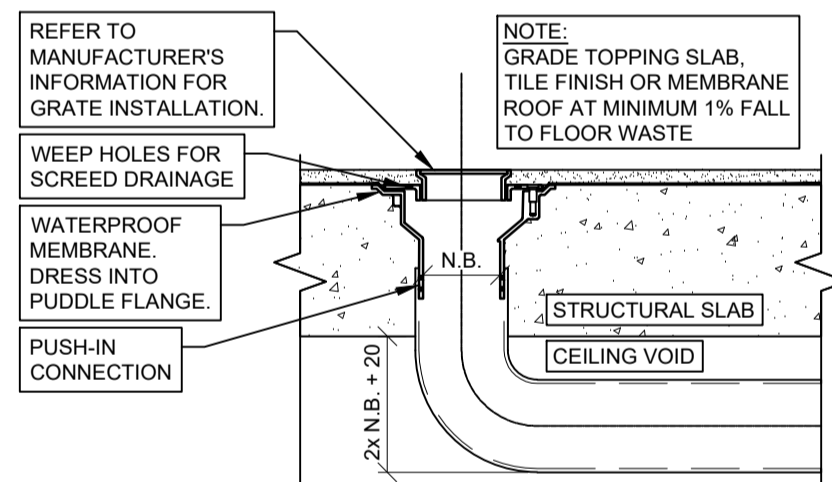 REFER TO
MANUFACTURER'S
INFORMATION FOR
GRATE INSTALLATION.
NOTE:
GRADE TOPPING SLAB,
TILE FINISH OR MEMBRANE
ROOF AT MINIMUM 1% FALL
TO FLOOR WASTE
WEEP HOLES FOR
SCREED DRAINAGE
WATERPROOF
MEMBRANE.
DRESS INTO
PUDDLE FLANGE.
N.B.
STRUCTURAL SLAB
PUSH-IN
CONNECTION
CEILING VOID
2x N.B. + 20